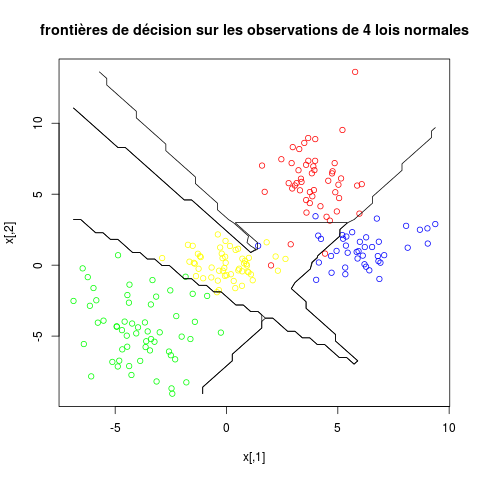 frontières de décision sur les observations de 4 lois normales
10
5
0
-5
x[,2]
-5
0
5
10
x[,1]